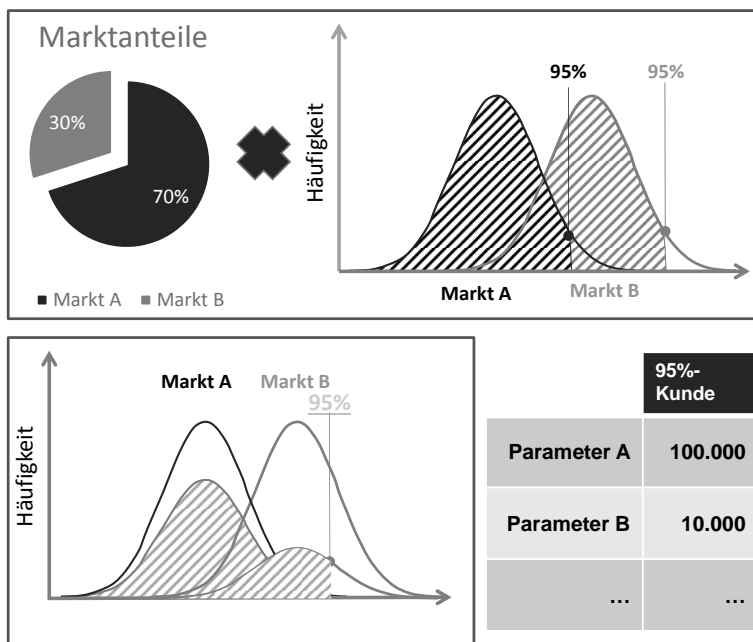 Marktanteile
30%
70%
Markt A Markt B
Häufigkeit
95% 95%
Markt A Markt B
Häufigkeit
Markt A Markt B
95%
95%-
Kunde
Parameter A 100.000
Parameter B 10.000
... ...